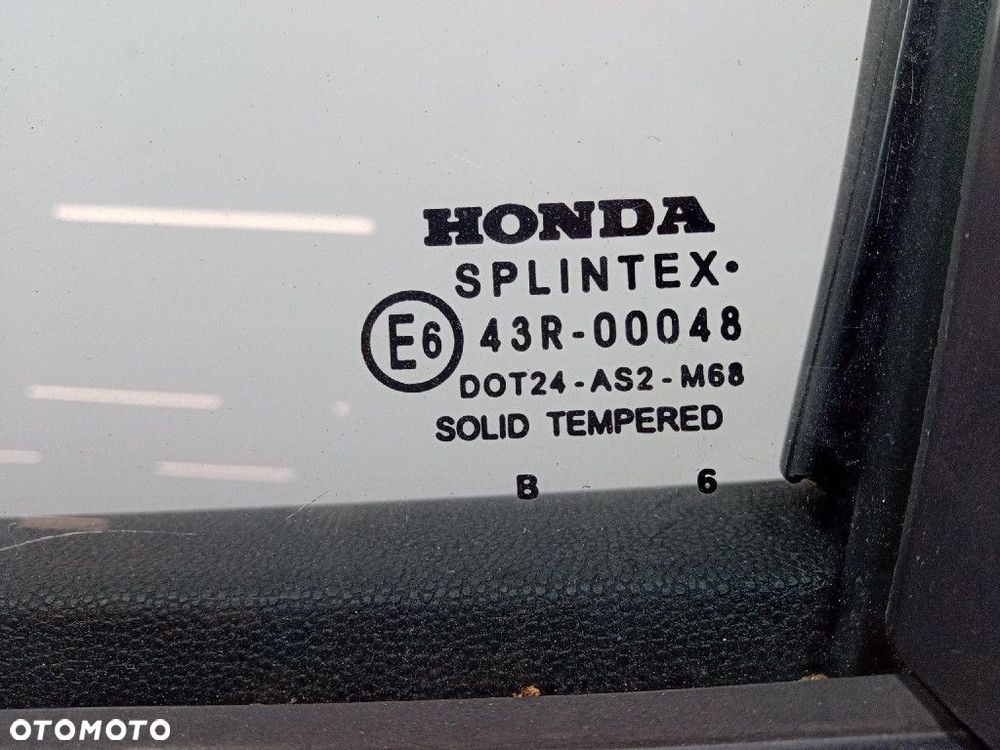 HONDA
SPLINTEX•
E6 43R-00048
DOT24-AS2-M68
SOLID TEMPERED
B 6
OTOMOTO